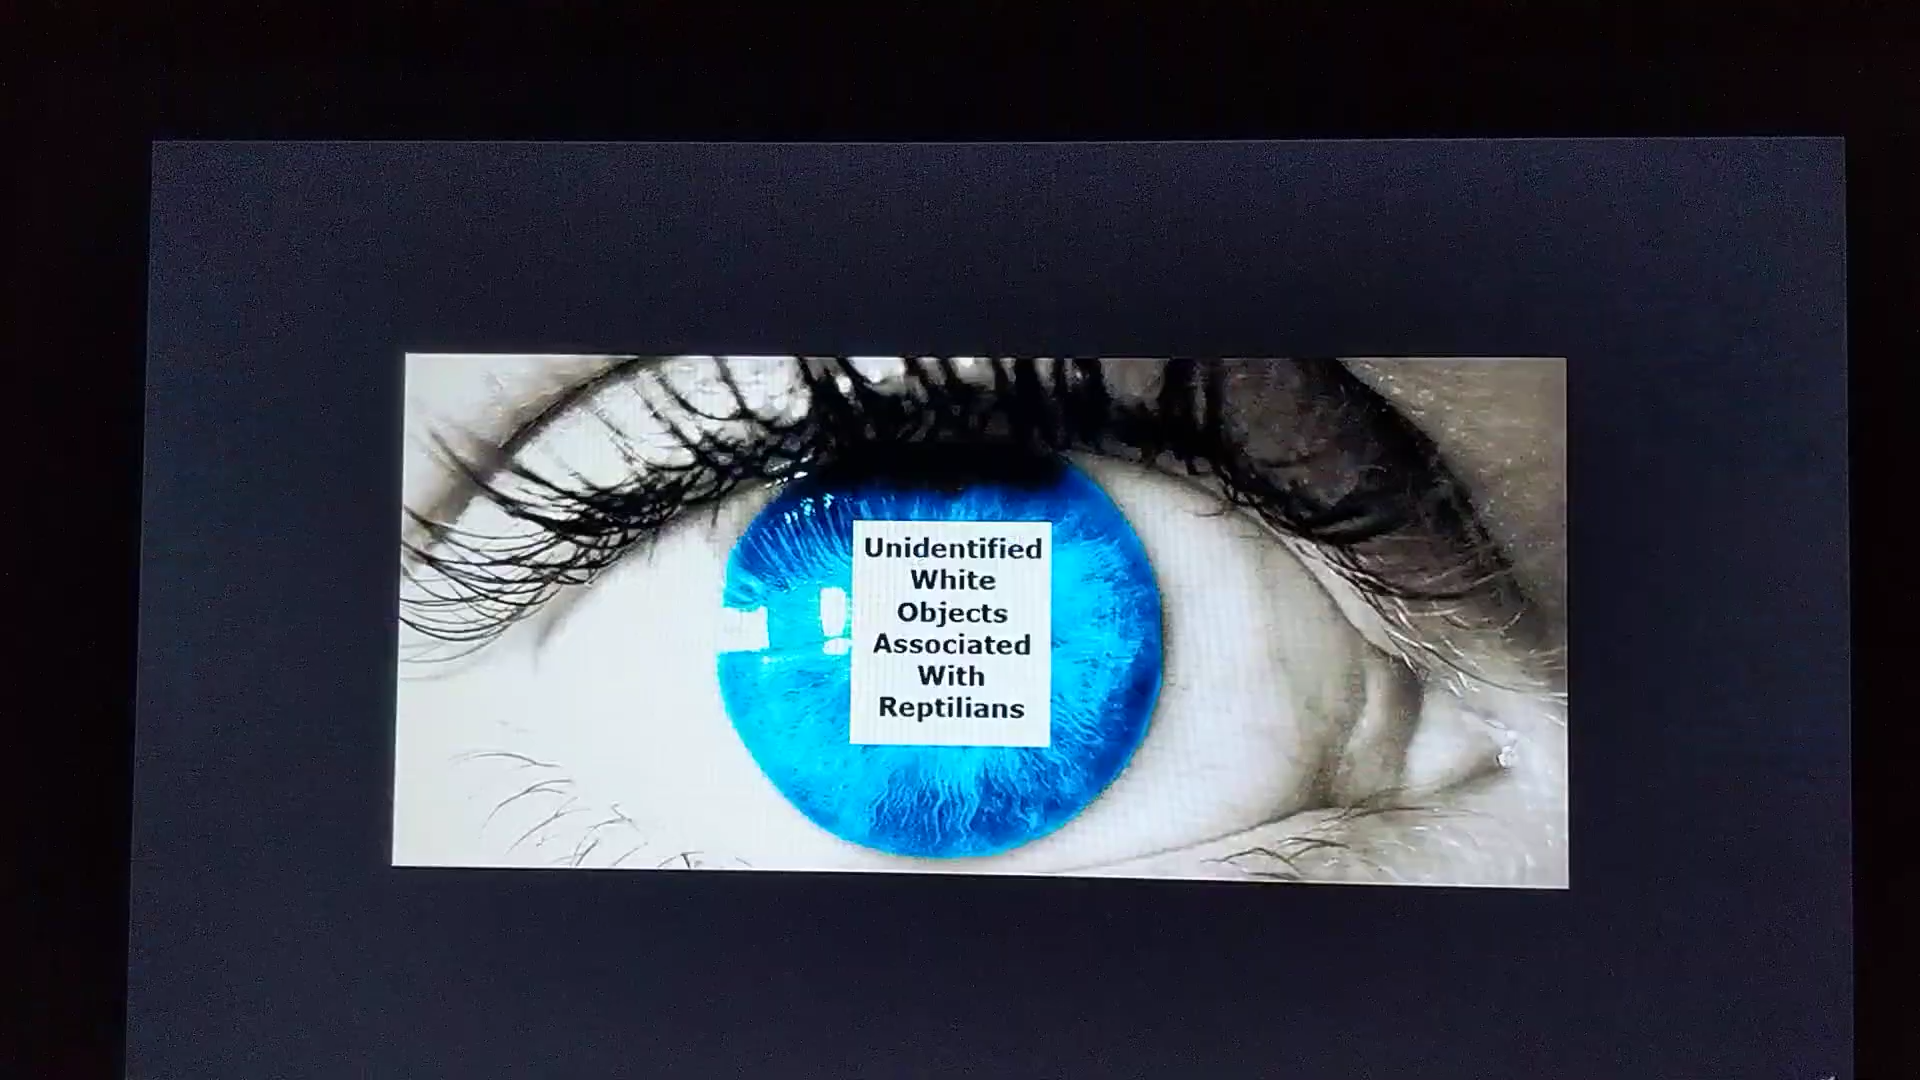 Unidentified
White
Objects
Associated
With
Reptilians